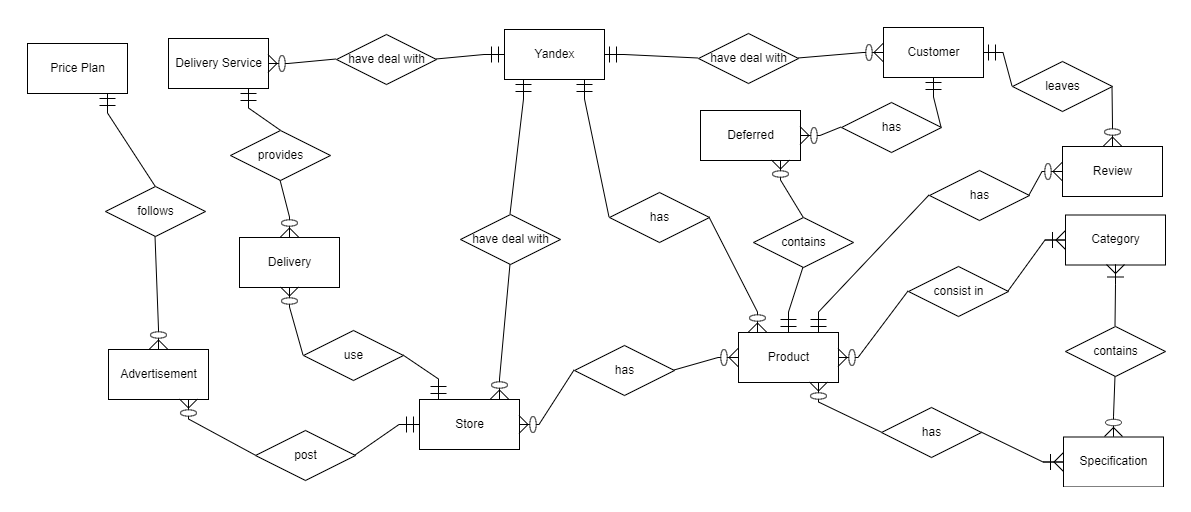 Price Plan
Delivery Service
have deal with
Yandex
have deal with
Customer
leaves
Deferred
has
provides
Review
has
follows
has
have deal with
contains
Category
Delivery
consist in
use
has
Product
contains
Advertisement
Store
has
post
Specification